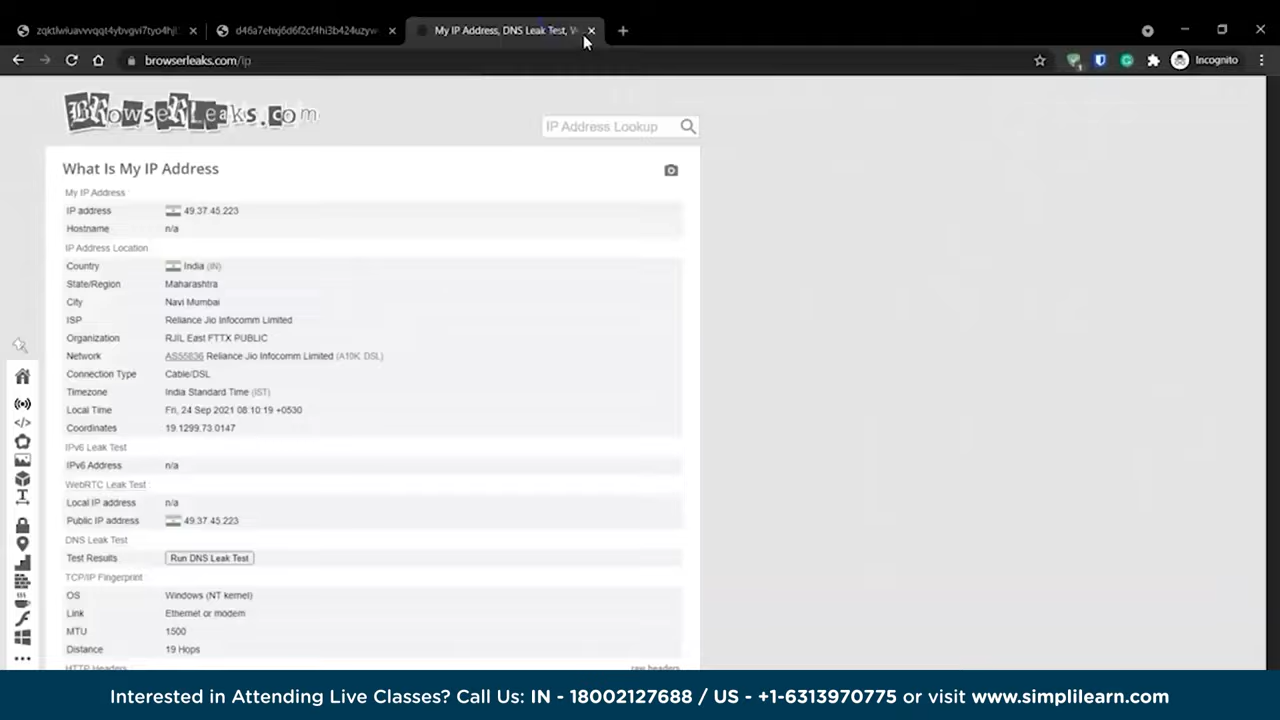 zqktlwiuavvvqqt4ybvgvi7tyo4hjl
d46a7ehxj6d6f2cf4hi3b424uzyw
My IP Address, DNS Leak Test, W
browserleaks.com/ip
Incognito
BROWSERLEAKS.COM
IP Address Lookup
What Is My IP Address
My IP Address
IP address 49.37.45.223
Hostname n/a
IP Address Location
Country India (IN)
State/Region Maharashtra
City Navi Mumbai
ISP Reliance Jio Infocomm Limited
Organization RJIL East FTTX PUBLIC
Network AS55836 Reliance Jio Infocomm Limited (A10K DSL)
Connection Type Cable/DSL
Timezone India Standard Time (IST)
Local Time Fri, 24 Sep 2021 08:10:19 +0530
Coordinates 19.1299,73.0147
IPv6 Leak Test
IPv6 Address n/a
WebRTC Leak Test :
Local IP address n/a
Public IP address 49.37.45.223
DNS Leak Test
Test Results Run DNS Leak Test
TCP/IP Fingerprint
OS Windows (NT kernel)
Link Ethernet or modem
MTU 1500
Distance 19 Hops
HTTP Headers raw headers
Interested in Attending Live Classes? Call Us: IN - 18002127688 / US - +1-6313970775 or visit www.simplilearn.com